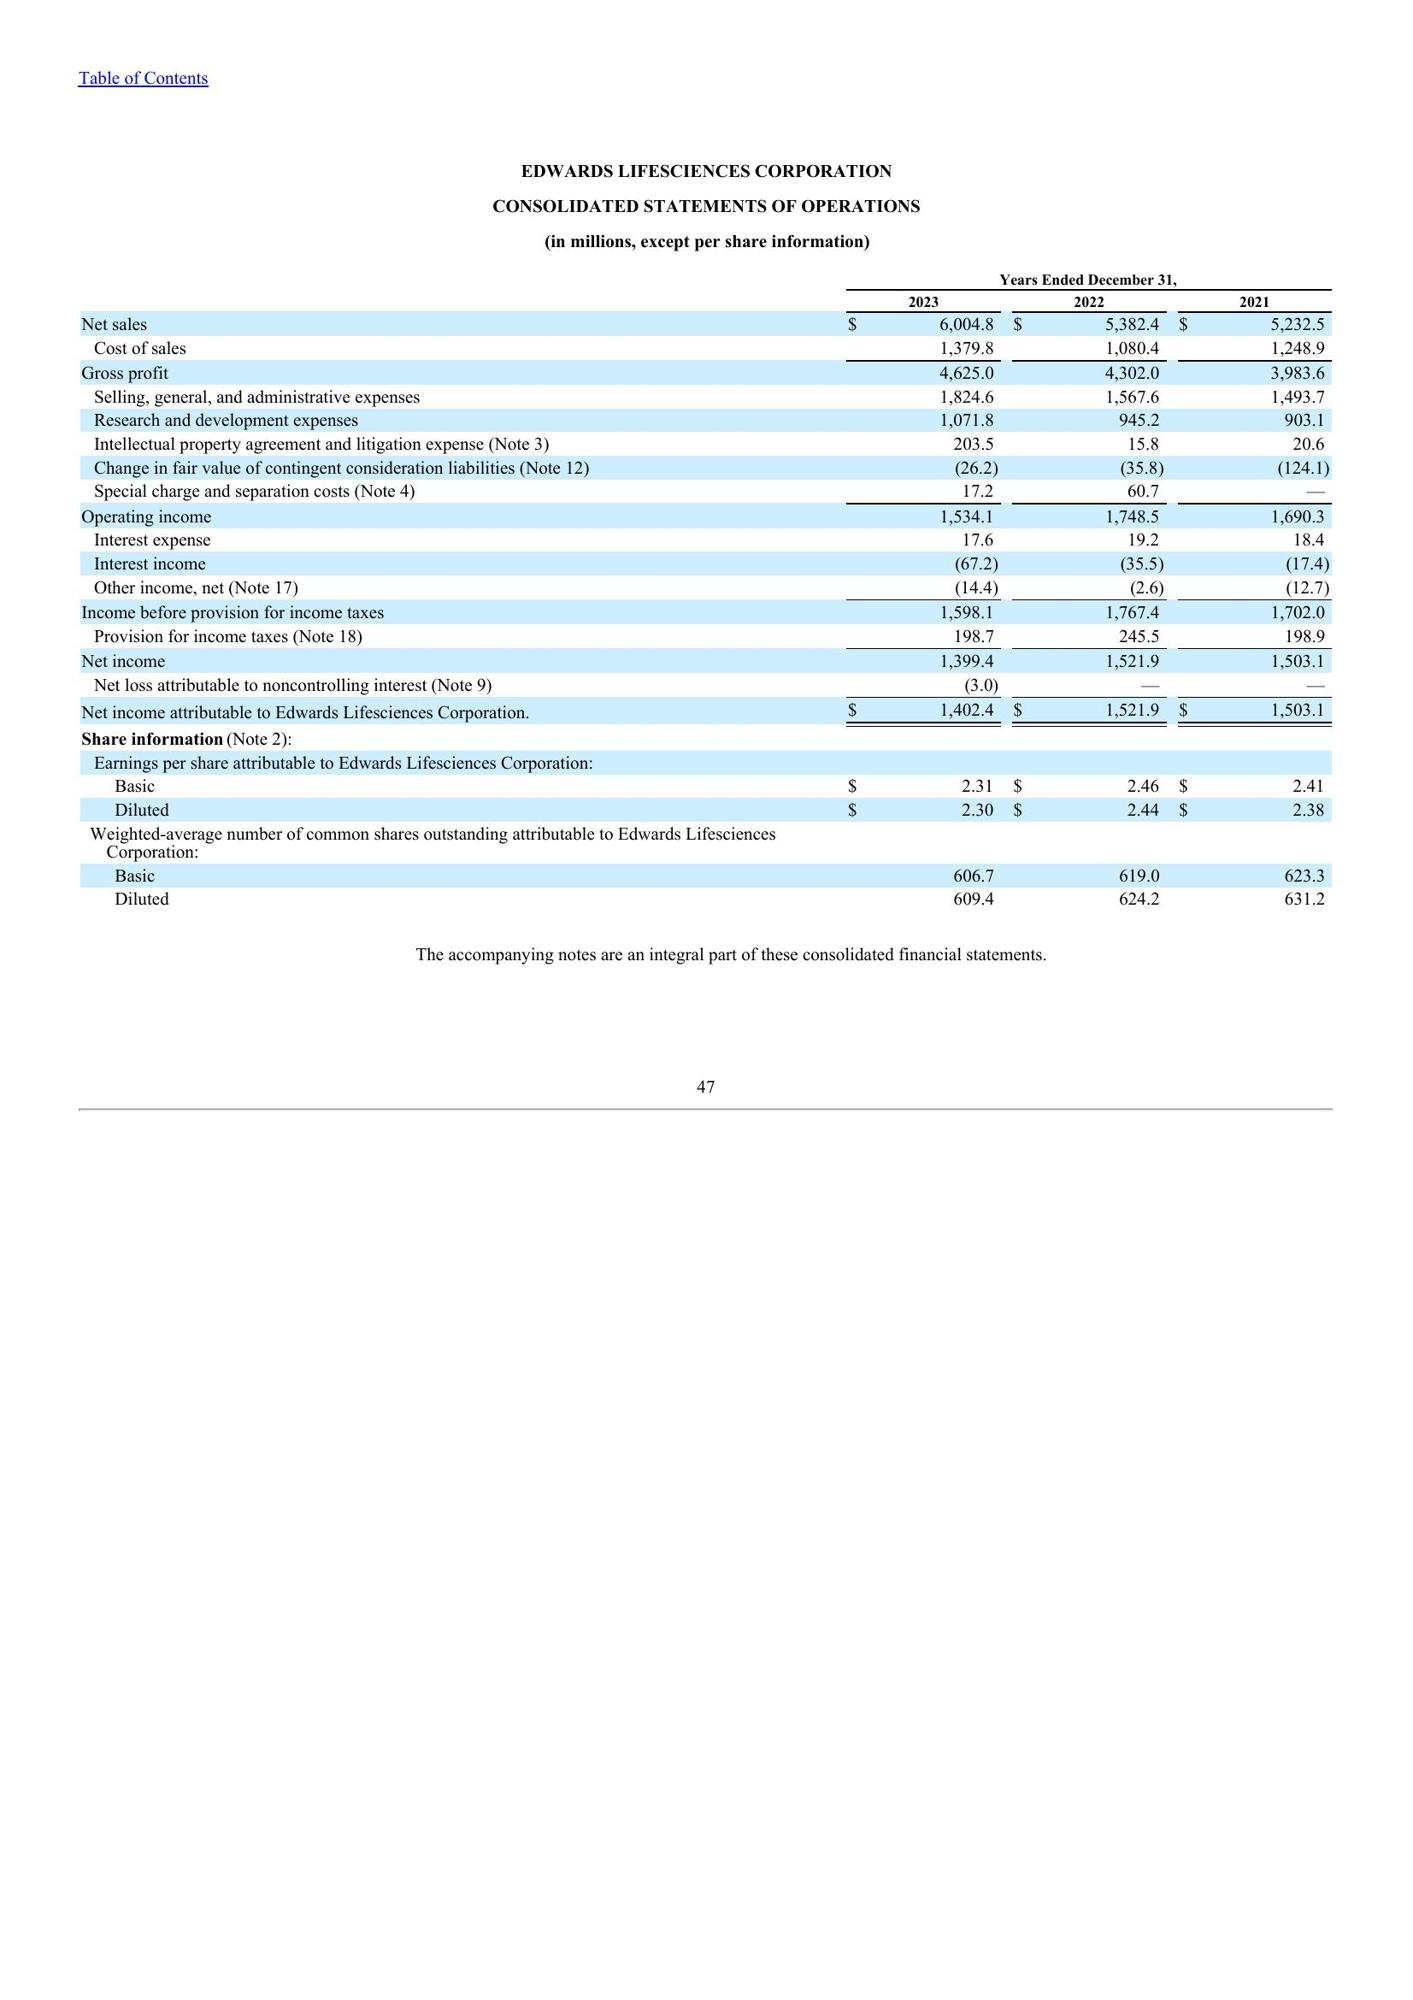 Table of Contents
EDWARDS LIFESCIENCES CORPORATION
CONSOLIDATED STATEMENTS OF OPERATIONS
(in millions, except per share information)
Years Ended December 31,
2023 2022 2021
Net sales $ 6,004.8 $ 5,382.4 $ 5,232.5
Cost of sales 1,379.8 1,080.4 1,248.9
Gross profit 4,625.0 4,302.0 3,983.6
Selling, general, and administrative expenses 1,824.6 1,567.6 1,493.7
Research and development expenses 1,071.8 945.2 903.1
Intellectual property agreement and litigation expense (Note 3) 203.5 15.8 20.6
Change in fair value of contingent consideration liabilities (Note 12) (26.2) (35.8) (124.1)
Special charge and separation costs (Note 4) 17.2 60.7 —
Operating income 1,534.1 1,748.5 1,690.3
Interest expense 17.6 19.2 18.4
Interest income (67.2) (35.5) (17.4)
Other income, net (Note 17) (14.4) (2.6) (12.7)
Income before provision for income taxes 1,598.1 1,767.4 1,702.0
Provision for income taxes (Note 18) 198.7 245.5 198.9
Net income 1,399.4 1,521.9 1,503.1
Net loss attributable to noncontrolling interest (Note 9) (3.0) — —
Net income attributable to Edwards Lifesciences Corporation. $ 1,402.4 $ 1,521.9 $ 1,503.1
Share information (Note 2):
Earnings per share attributable to Edwards Lifesciences Corporation:
Basic $ 2.31 $ 2.46 $ 2.41
Diluted $ 2.30 $ 2.44 $ 2.38
Weighted-average number of common shares outstanding attributable to Edwards Lifesciences
Corporation:
Basic 606.7 619.0 623.3
Diluted 609.4 624.2 631.2
The accompanying notes are an integral part of these consolidated financial statements.
47